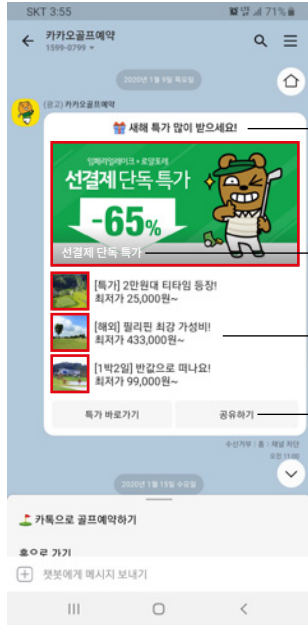 SKT 3:55
71%
카카오골프예약
1599-0799
2020년 1월 9일 목요일
(광고) 카카오골프예약
새해 특가 많이 받으세요!
임페리얼레이크 • 로얄포레
선결제 단독 특가
-65%
선결제 단독 특가
[특가] 2만원대 티타임 등장!
최저가 25,000원~
[해외] 필리핀 최강 가성비!
최저가 433,000원~
[1박2일] 반값으로 떠나요!
최저가 99,000원~
특가 바로가기
공유하기
수신거부 : 홈 : 채널 차단
오전 11:00
2020년 1월 15일 수요일
카톡으로 골프예약하기
홈으로 가기
챗봇에게 메시지 보내기